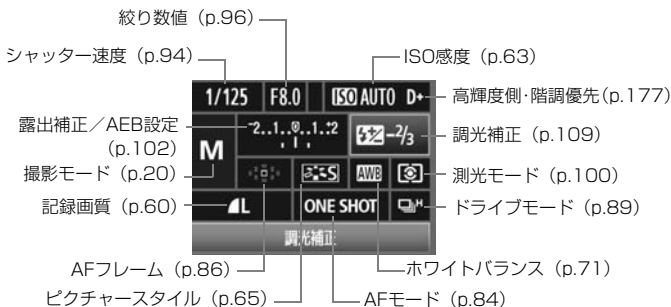 絞り数値（p.96）
シャッター速度（p.94）
ISO感度（p.63）
1/125 F8.0 ISO AUTO D+
高輝度側・階調優先（p.177）
露出補正／AEB設定
（p.102）
-2..1..0..1..+2
-2/3
調光補正（p.109）
M
撮影モード（p.20）
S AWB
測光モード（p.100）
記録画質（p.60）
L ONE SHOT H
ドライブモード（p.89）
調光補正
AFフレーム（p.86）
ホワイトバランス（p.71）
ピクチャースタイル（p.65）
AFモード（p.84）